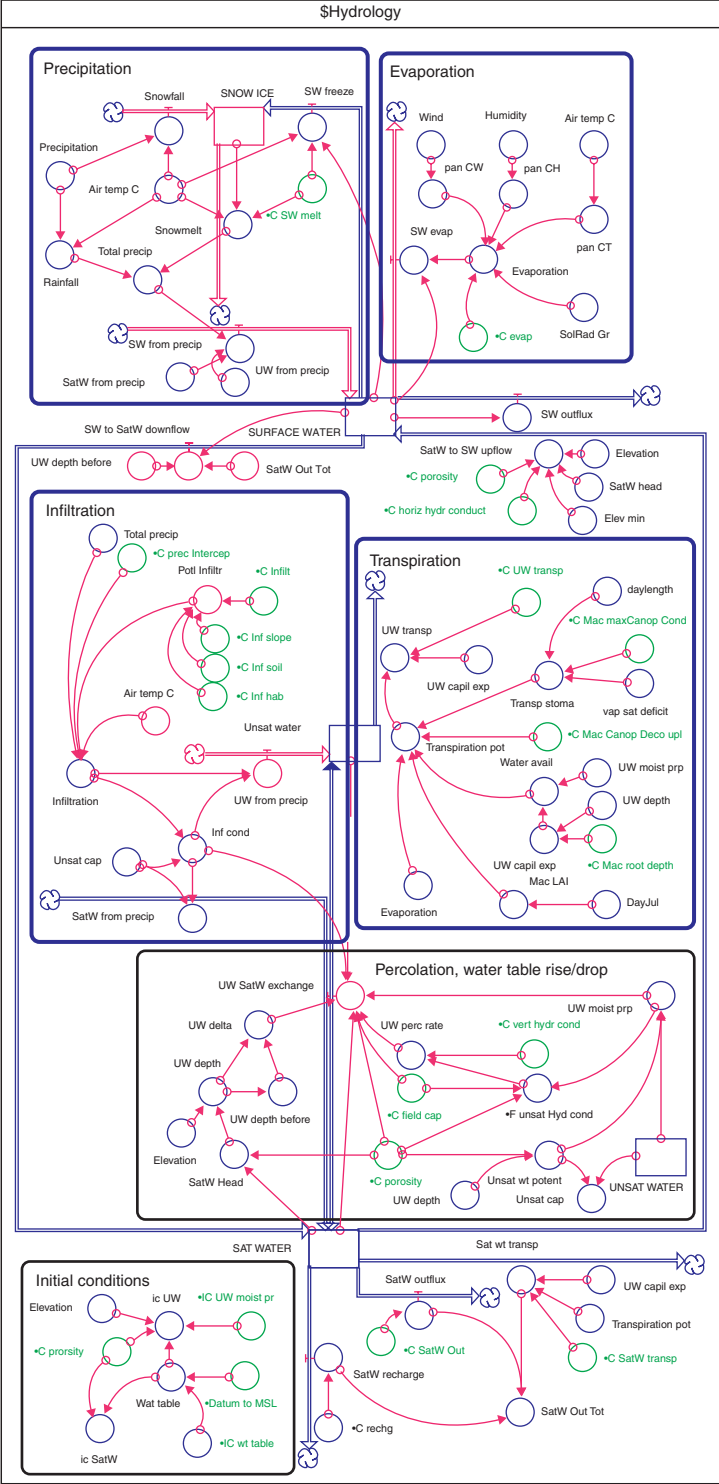 $Hydrology
Precipitation
Snowfall
SNOW ICE
SW freeze
Precipitation
Air temp C
•C SW melt
Snowmelt
Total precip
Rainfall
SW from precip
SatW from precip
UW from precip
Evaporation
Wind
Humidity
Air temp C
pan CW
pan CH
SW evap
pan CT
Evaporation
SolRad Gr
•C evap
SW outflux
SW to SatW downflow
SURFACE WATER
UW depth before
SatW Out Tot
SatW to SW upflow
Elevation
•C porosity
SatW head
•C horiz hydr conduct
Elev min
Infiltration
Total precip
•C prec Intercep
Potl Infiltr
•C Infilt
•C Inf slope
•C Inf soil
•C Inf hab
Air temp C
Unsat water
Infiltration
UW from precip
Inf cond
Unsat cap
SatW from precip
Transpiration
•C UW transp
daylength
•C Mac maxCanop Cond
UW transp
UW capil exp
Transp stoma
vap sat deficit
•C Mac Canop Deco upl
Transpiration pot
Water avail
UW moist prp
UW depth
UW capil exp
•C Mac root depth
Mac LAI
Evaporation
DayJul
Percolation, water table rise/drop
UW SatW exchange
UW moist prp
UW delta
UW perc rate
•C vert hydr cond
UW depth
UW depth before
•C field cap
•F unsat Hyd cond
Elevation
SatW Head
•C porosity
UW depth
Unsat wt potent
Unsat cap
UNSAT WATER
SAT WATER
Sat wt transp
Initial conditions
ic UW
•IC UW moist pr
Elevation
•C prorsity
Wat table
•Datum to MSL
ic SatW
•IC wt table
SatW outflux
UW capil exp
Transpiration pot
•C SatW Out
•C SatW transp
SatW recharge
SatW Out Tot
•C rechg